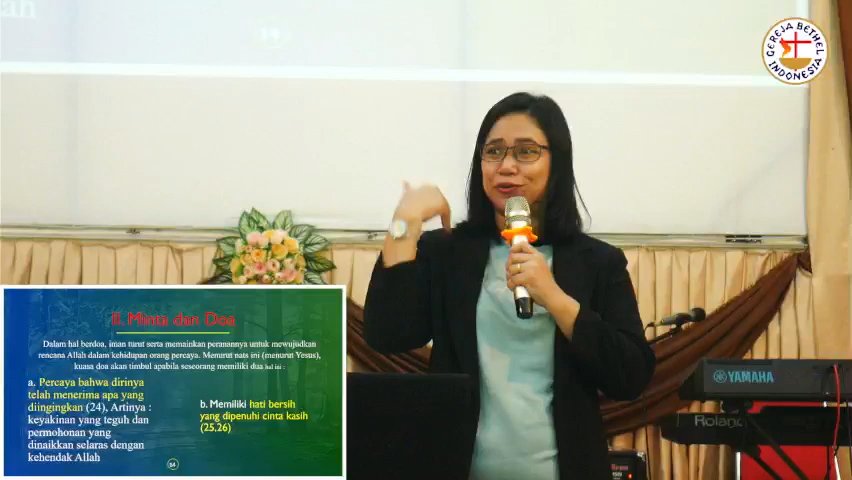 GEREJA BETHEL
INDONESIA
II. Minta dan Doa
Dalam hal berdoa, iman turut serta memainkan peranannya untuk mewujudkan
rencana Allah dalam kehidupan orang percaya. Menurut nats ini (menurut Yesus),
kuasa doa akan timbul apabila seseorang memiliki dua hal ini :
a. Percaya bahwa dirinya
telah menerima apa yang
diingingkan (24), Artinya :
keyakinan yang teguh dan
permohonan yang
dinaikkan selaras dengan
kehendak Allah
b. Memiliki hati bersih
yang dipenuhi cinta kasih
(25,26)
14
YAMAHA
Roland